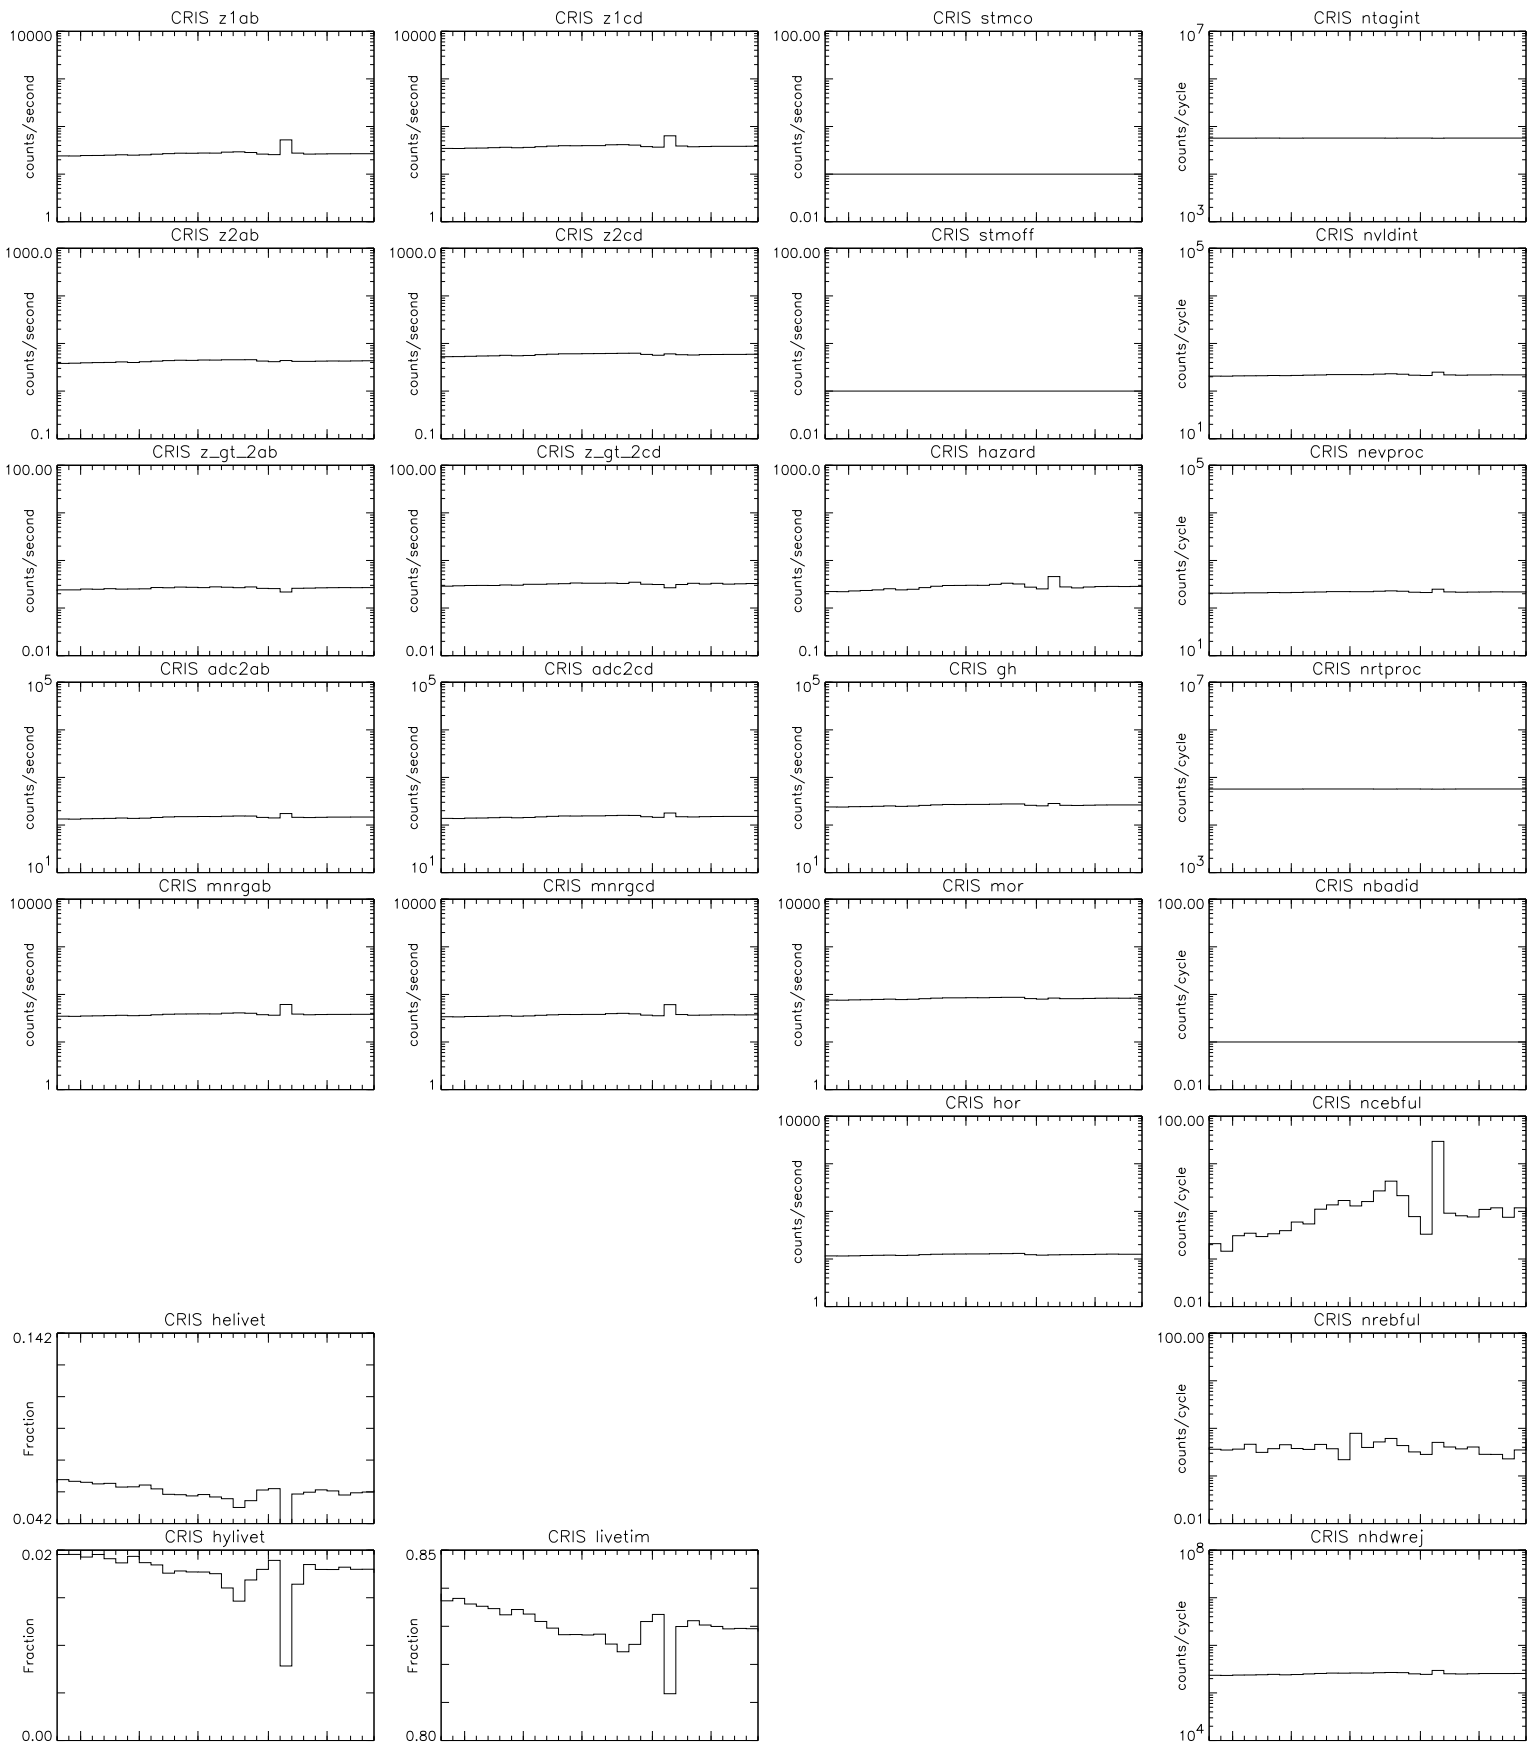 CRIS z1ab
10000
counts/second
1
CRIS z1cd
10000
counts/second
1
CRIS stmco
100.00
counts/second
0.01
CRIS ntagint
10^7
counts/cycle
10^3
CRIS z2ab
1000.0
counts/second
0.1
CRIS z2cd
1000.0
counts/second
0.1
CRIS stmoff
100.00
counts/second
0.01
CRIS nvldint
10^5
counts/cycle
10^1
CRIS z_gt_2ab
100.00
counts/second
0.01
CRIS z_gt_2cd
100.00
counts/second
0.01
CRIS hazard
1000.0
counts/second
0.1
CRIS nevproc
10^5
counts/cycle
10^1
CRIS adc2ab
10^5
counts/second
10^1
CRIS adc2cd
10^5
counts/second
10^1
CRIS gh
10^5
counts/second
10^1
CRIS nrtproc
10^7
counts/cycle
10^3
CRIS mnrgab
10000
counts/second
1
CRIS mnrgcd
10000
counts/second
1
CRIS mor
10000
counts/second
1
CRIS nbadid
100.00
counts/cycle
0.01
CRIS hor
10000
counts/second
1
CRIS ncebful
100.00
counts/cycle
0.01
CRIS helivet
0.142
Fraction
0.042
CRIS nrebful
100.00
counts/cycle
0.01
CRIS hylivet
0.02
Fraction
0.00
CRIS livetim
0.85
Fraction
0.80
CRIS nhdwrej
10^8
counts/cycle
10^4